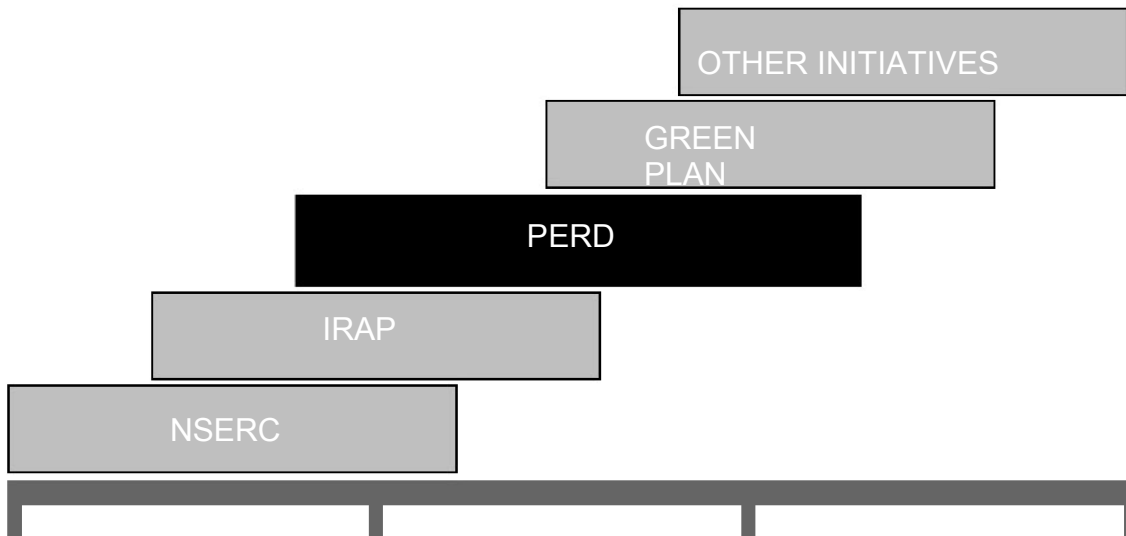 OTHER INITIATIVES
GREEN
PLAN
PERD
IRAP
NSERC